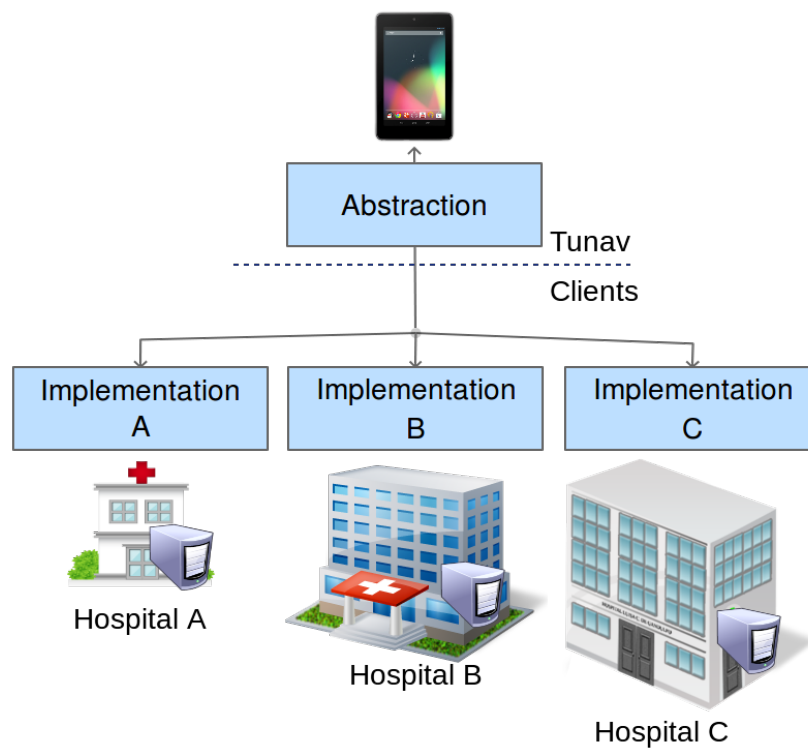 Abstraction
Tunav
Clients
Implementation
A
Implementation
B
Implementation
C
Hospital A
Hospital B
Hospital C